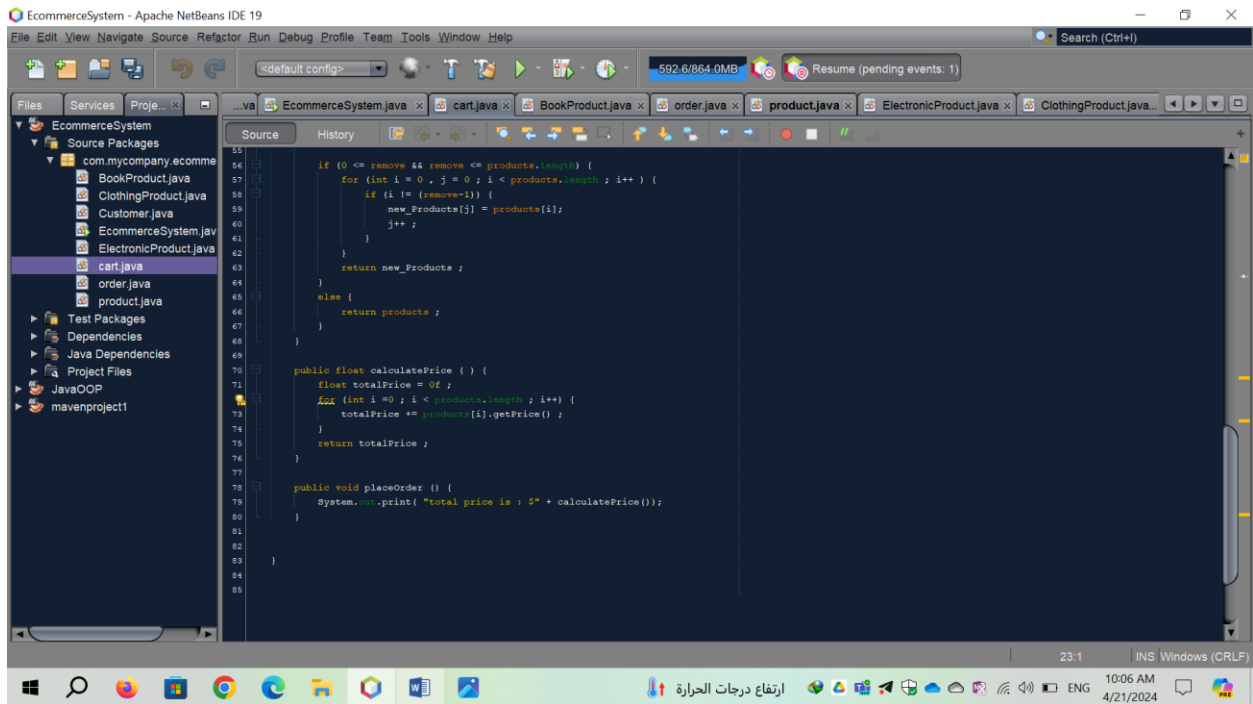 EcommerceSystem - Apache NetBeans IDE 19
File Edit View Navigate Source Refactor Run Debug Profile Team Tools Window Help
Search (Ctrl+I)
<default config>
592.6/864.0MB
Resume (pending events: 1)
Files Services Proje...
...va EcommerceSystem.java cart.java BookProduct.java order.java product.java ElectronicProduct.java ClothingProduct.java...
Source History
EcommerceSystem
Source Packages
com.mycompany.ecomme
BookProduct.java
ClothingProduct.java
Customer.java
EcommerceSystem.jav
ElectronicProduct.java
cart.java
order.java
product.java
Test Packages
Dependencies
Java Dependencies
Project Files
JavaOOP
mavenproject1
55
56 if (0 <= remove && remove <= products.length) {
57 for (int i = 0 , j = 0 ; i < products.length ; i++ ) {
58 if (i != (remove-1)) {
59 new_Products[j] = products[i];
60 j++ ;
61 }
62 }
63 return new_Products ;
64 }
65 else {
66 return products ;
67 }
68 }
69
70 public float calculatePrice ( ) {
71 float totalPrice = 0f ;
for (int i =0 ; i < products.length ; i++) {
73 totalPrice += products[i].getPrice() ;
74 }
75 return totalPrice ;
76 }
77
78 public void placeOrder () {
79 System.out.print( "total price is : $" + calculatePrice());
80 }
81
82
83 }
84
85
23:1 INS Windows (CRLF)
ارتفاع درجات الحرارة
ENG
10:06 AM
4/21/2024
PRE